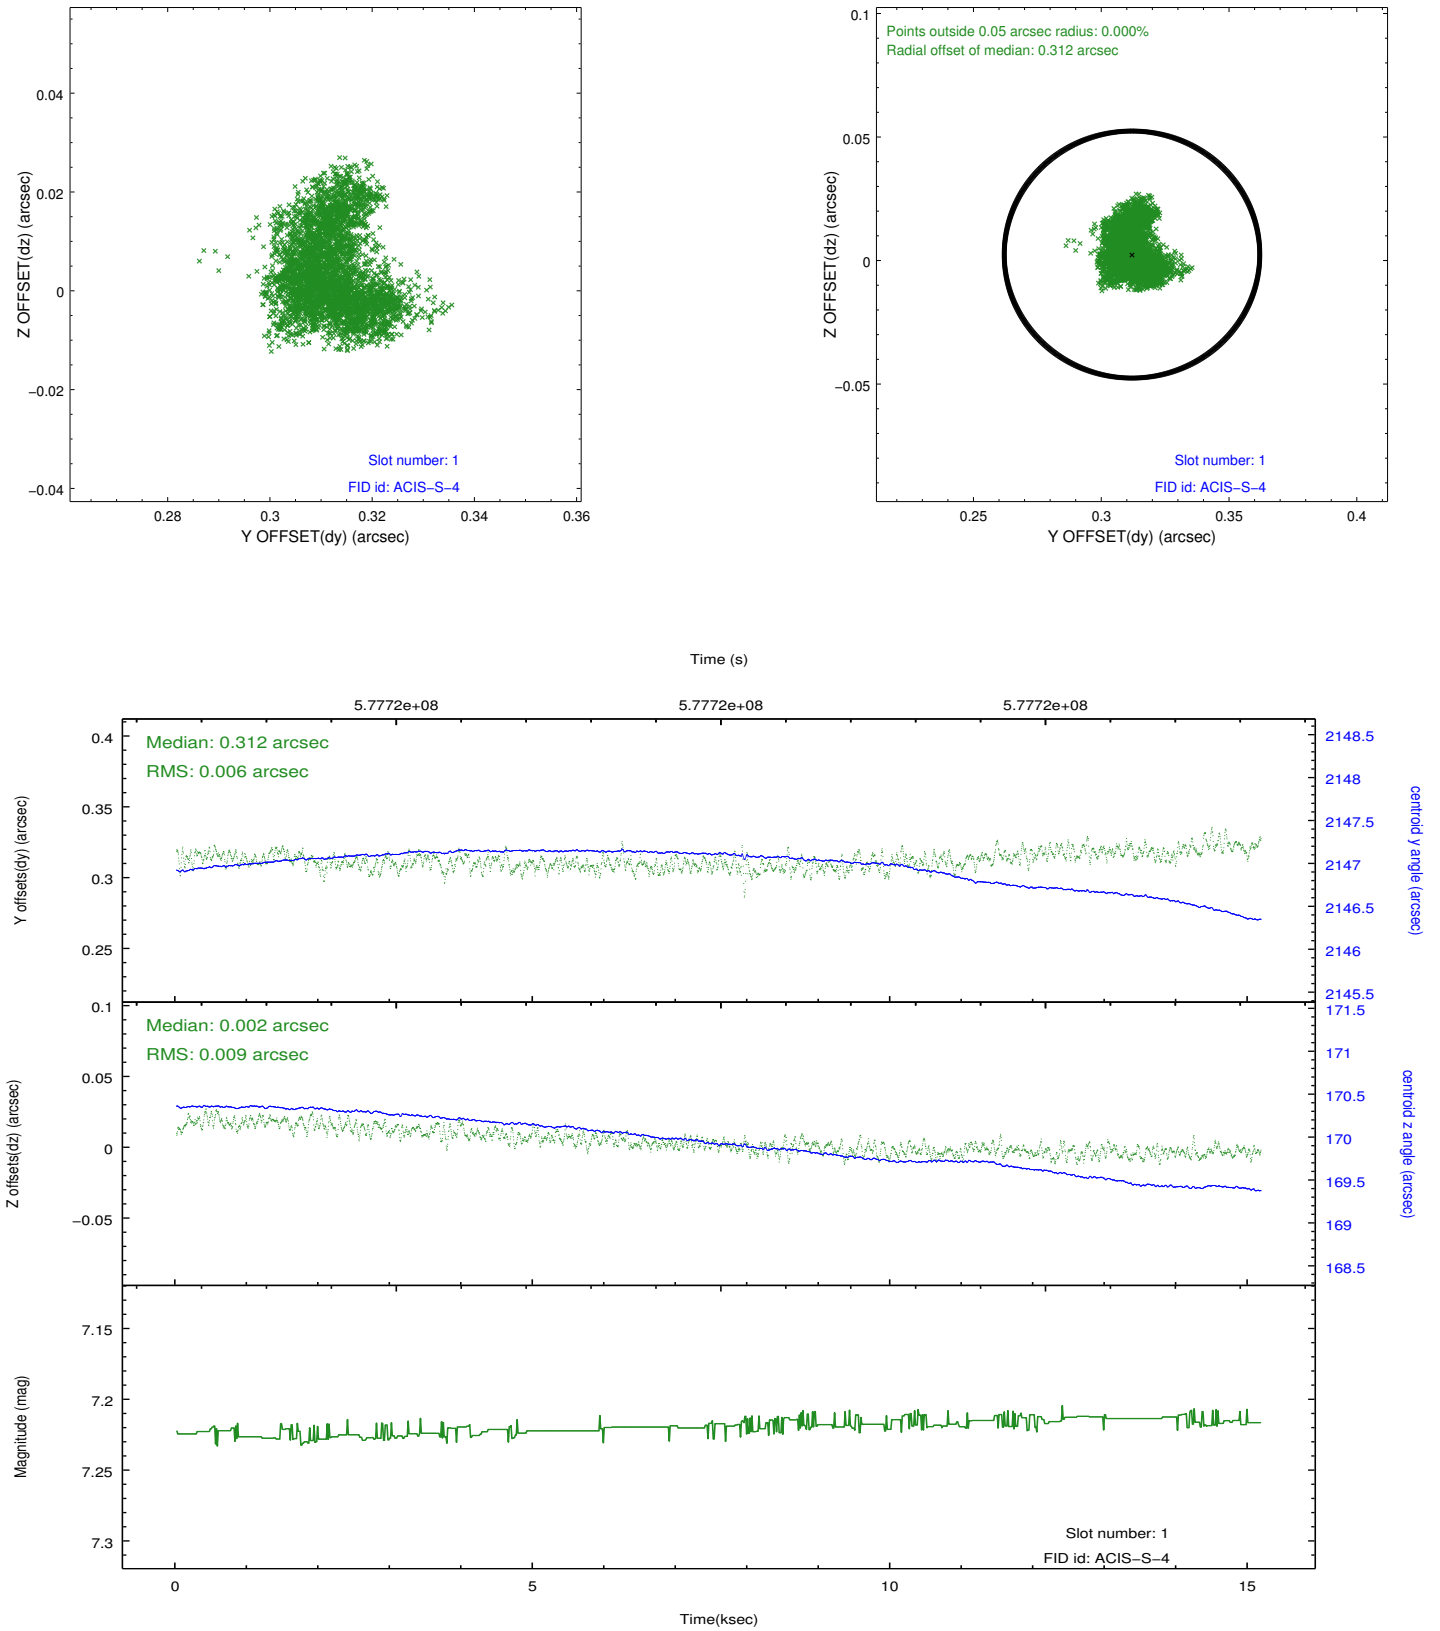 0.04
0.02
0
−0.02
−0.04
Z OFFSET(dz) (arcsec)
Slot number: 1
FID id: ACIS−S−4
0.28
0.3
0.32
0.34
0.36
Y OFFSET(dy) (arcsec)
Points outside 0.05 arcsec radius: 0.000%
Radial offset of median: 0.312 arcsec
0.1
0.05
0
−0.05
Z OFFSET(dz) (arcsec)
Slot number: 1
FID id: ACIS−S−4
0.25
0.3
0.35
0.4
Y OFFSET(dy) (arcsec)
Time (s)
5.7772e+08
5.7772e+08
5.7772e+08
Median: 0.312 arcsec
RMS: 0.006 arcsec
0.4
0.35
0.3
0.25
Y offsets(dy) (arcsec)
2148.5
2148
2147.5
2147
2146.5
2146
2145.5
centroid y angle (arcsec)
Median: 0.002 arcsec
RMS: 0.009 arcsec
0.1
0.05
0
−0.05
Z offsets(dz) (arcsec)
171.5
171
170.5
170
169.5
169
168.5
centroid z angle (arcsec)
7.15
7.2
7.25
7.3
Magnitude (mag)
Slot number: 1
FID id: ACIS−S−4
0
5
10
15
Time(ksec)